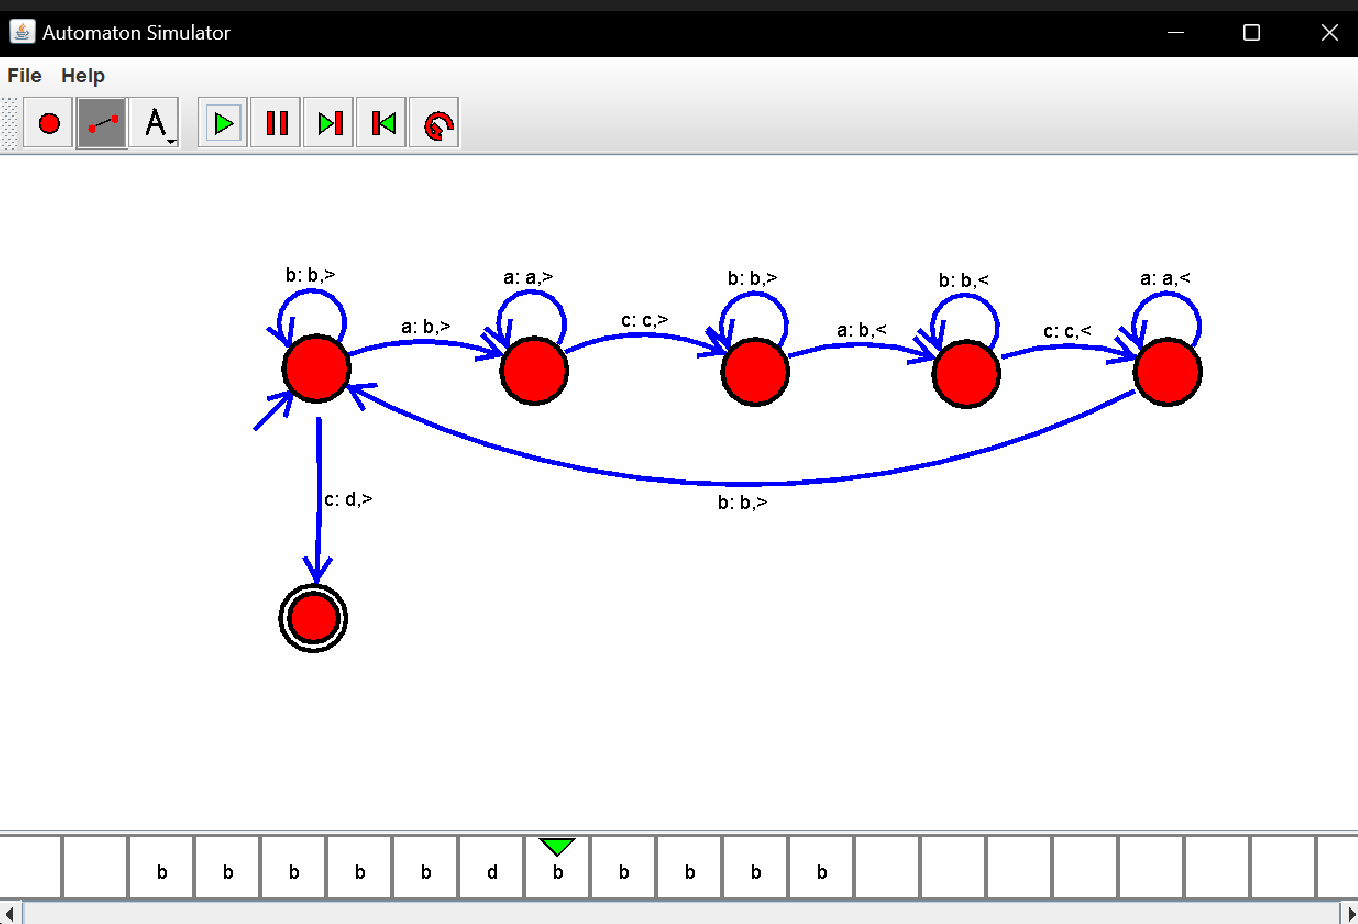 Automaton Simulator
File Help
A
b: b,>
a: a,>
b: b,>
b: b,<
a: a,<
a: b,>
c: c,>
a: b,<
c: c,<
b: b,>
c: d,>
b b b b b d b b b b b